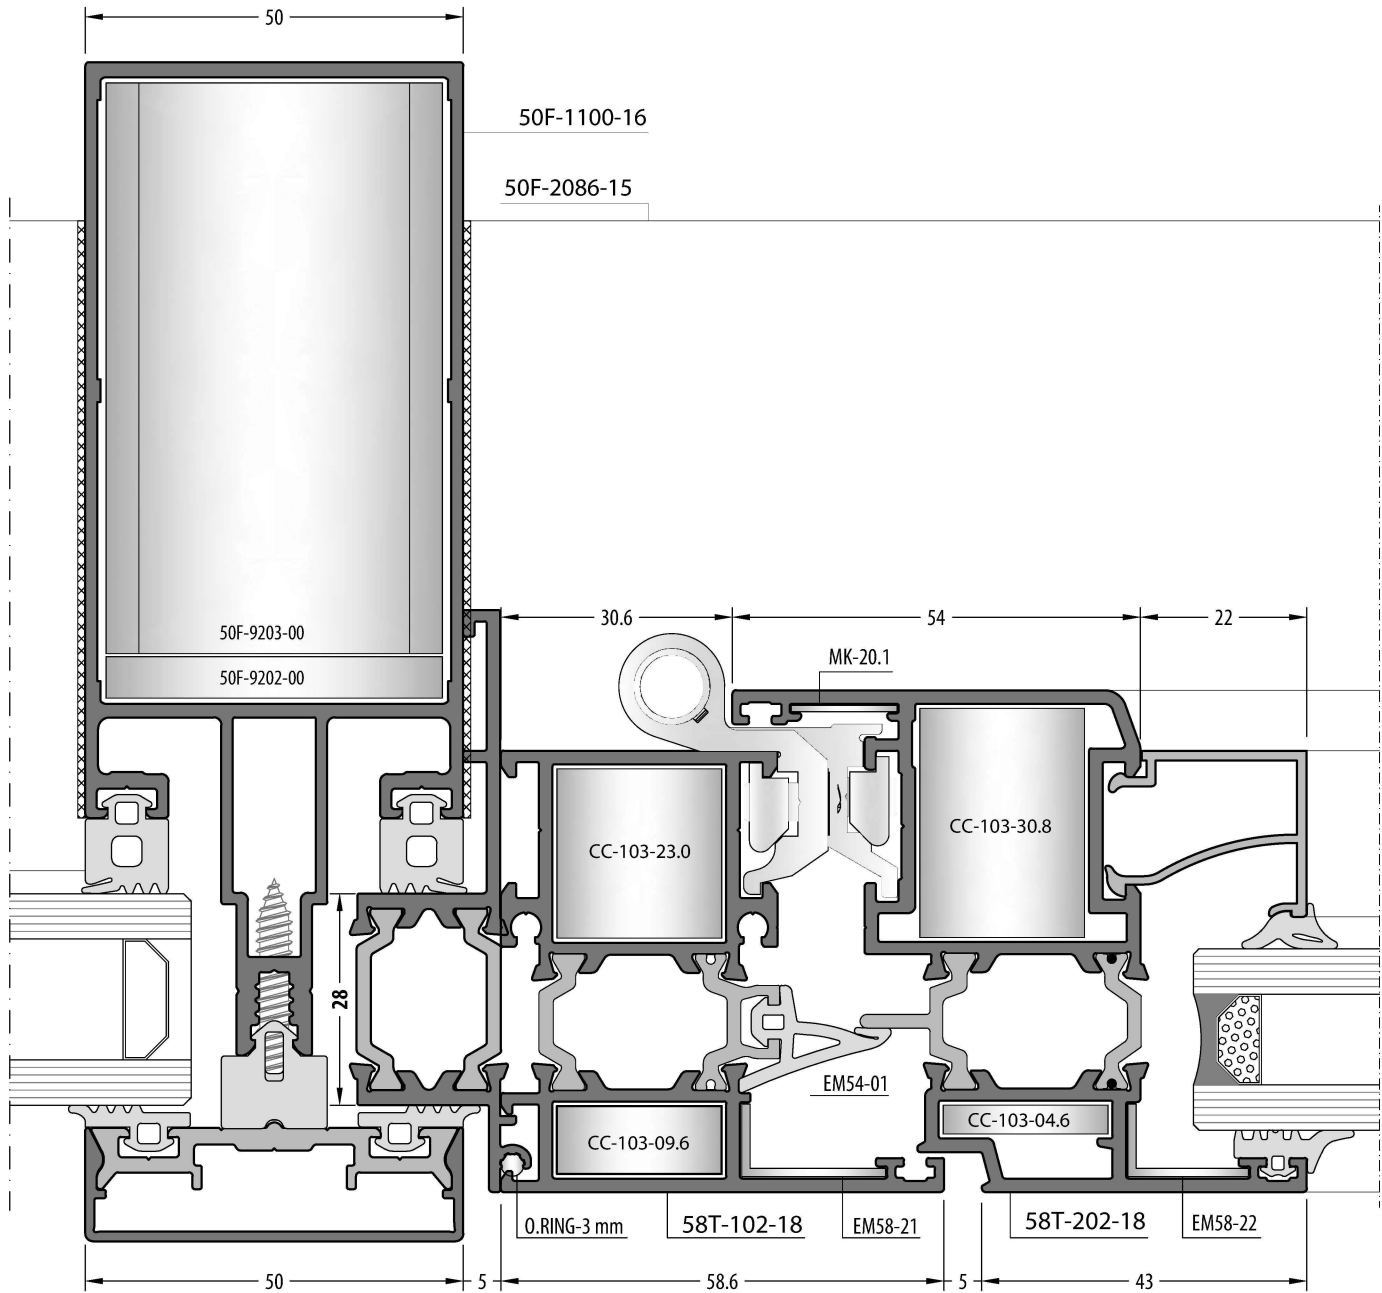 50
50F-1100-16
50F-2086-15
30.6
54
22
50F-9203-00
MK-20.1
50F-9202-00
CC-103-30.8
CC-103-23.0
28
EM54-01
CC-103-04.6
CC-103-09.6
O.RING-3 mm
58T-102-18
EM58-21
58T-202-18
EM58-22
50
5
58.6
5
43